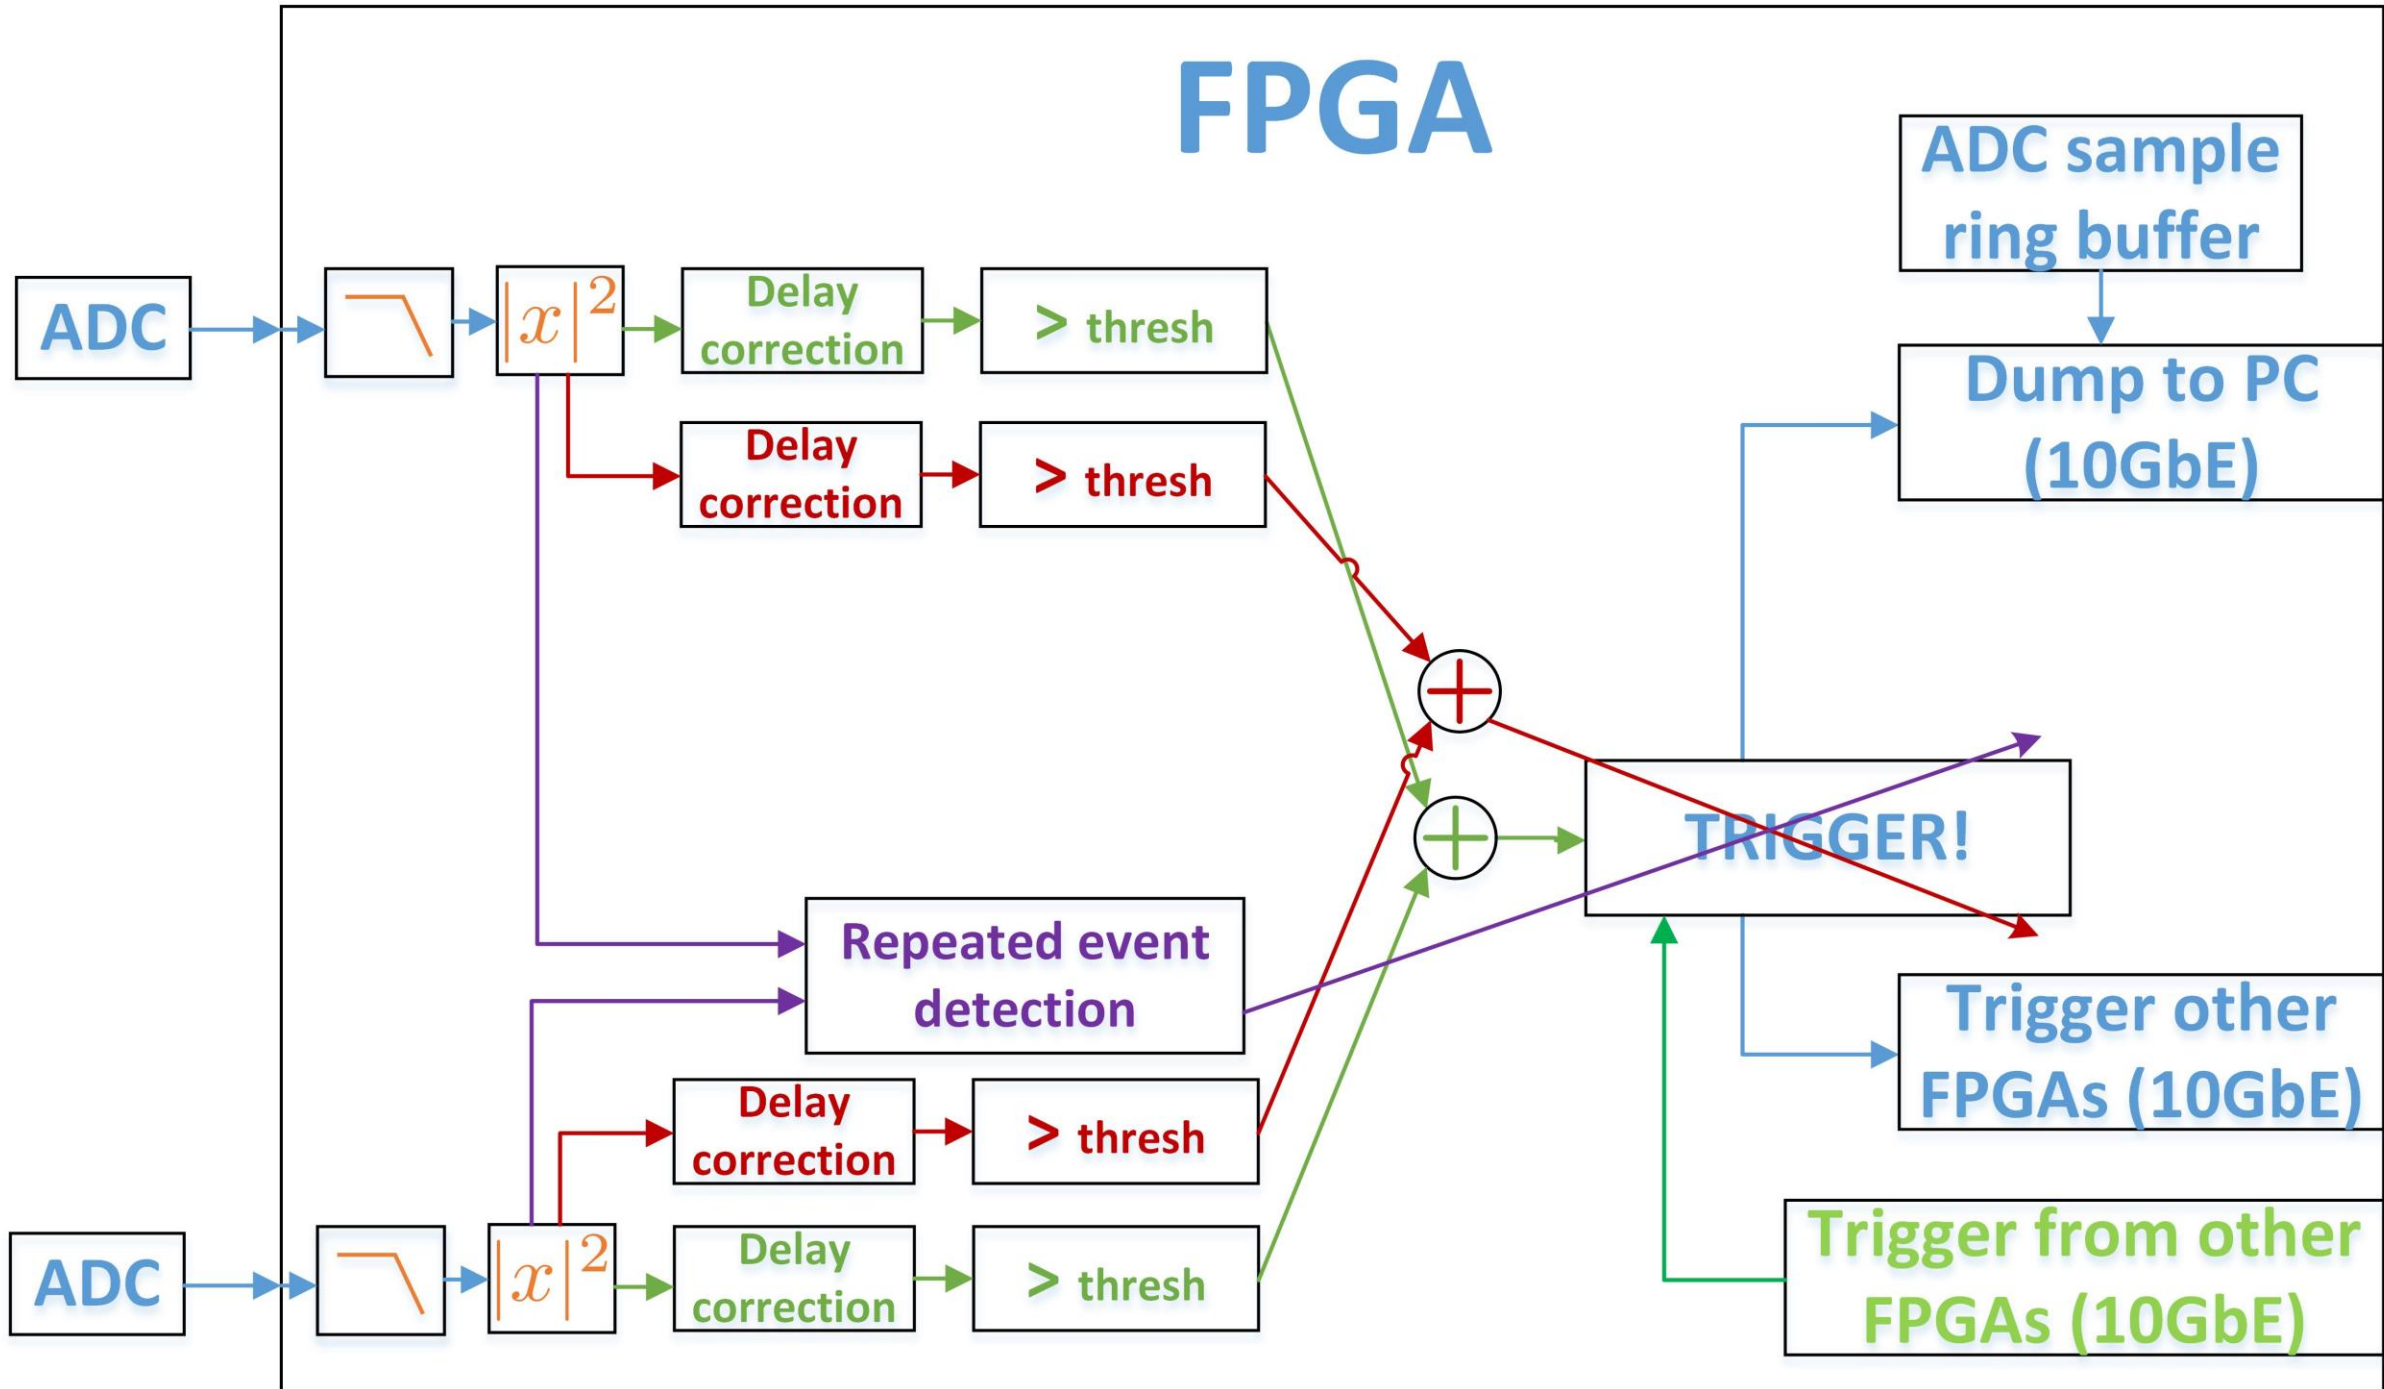 FPGA
ADC sample
ring buffer
ADC
|x|²
Delay
correction
> thresh
Dump to PC
(10GbE)
Delay
correction
> thresh
TRIGGER!
Repeated event
detection
Trigger other
FPGAs (10GbE)
Delay
correction
> thresh
ADC
|x|²
Delay
correction
> thresh
Trigger from other
FPGAs (10GbE)